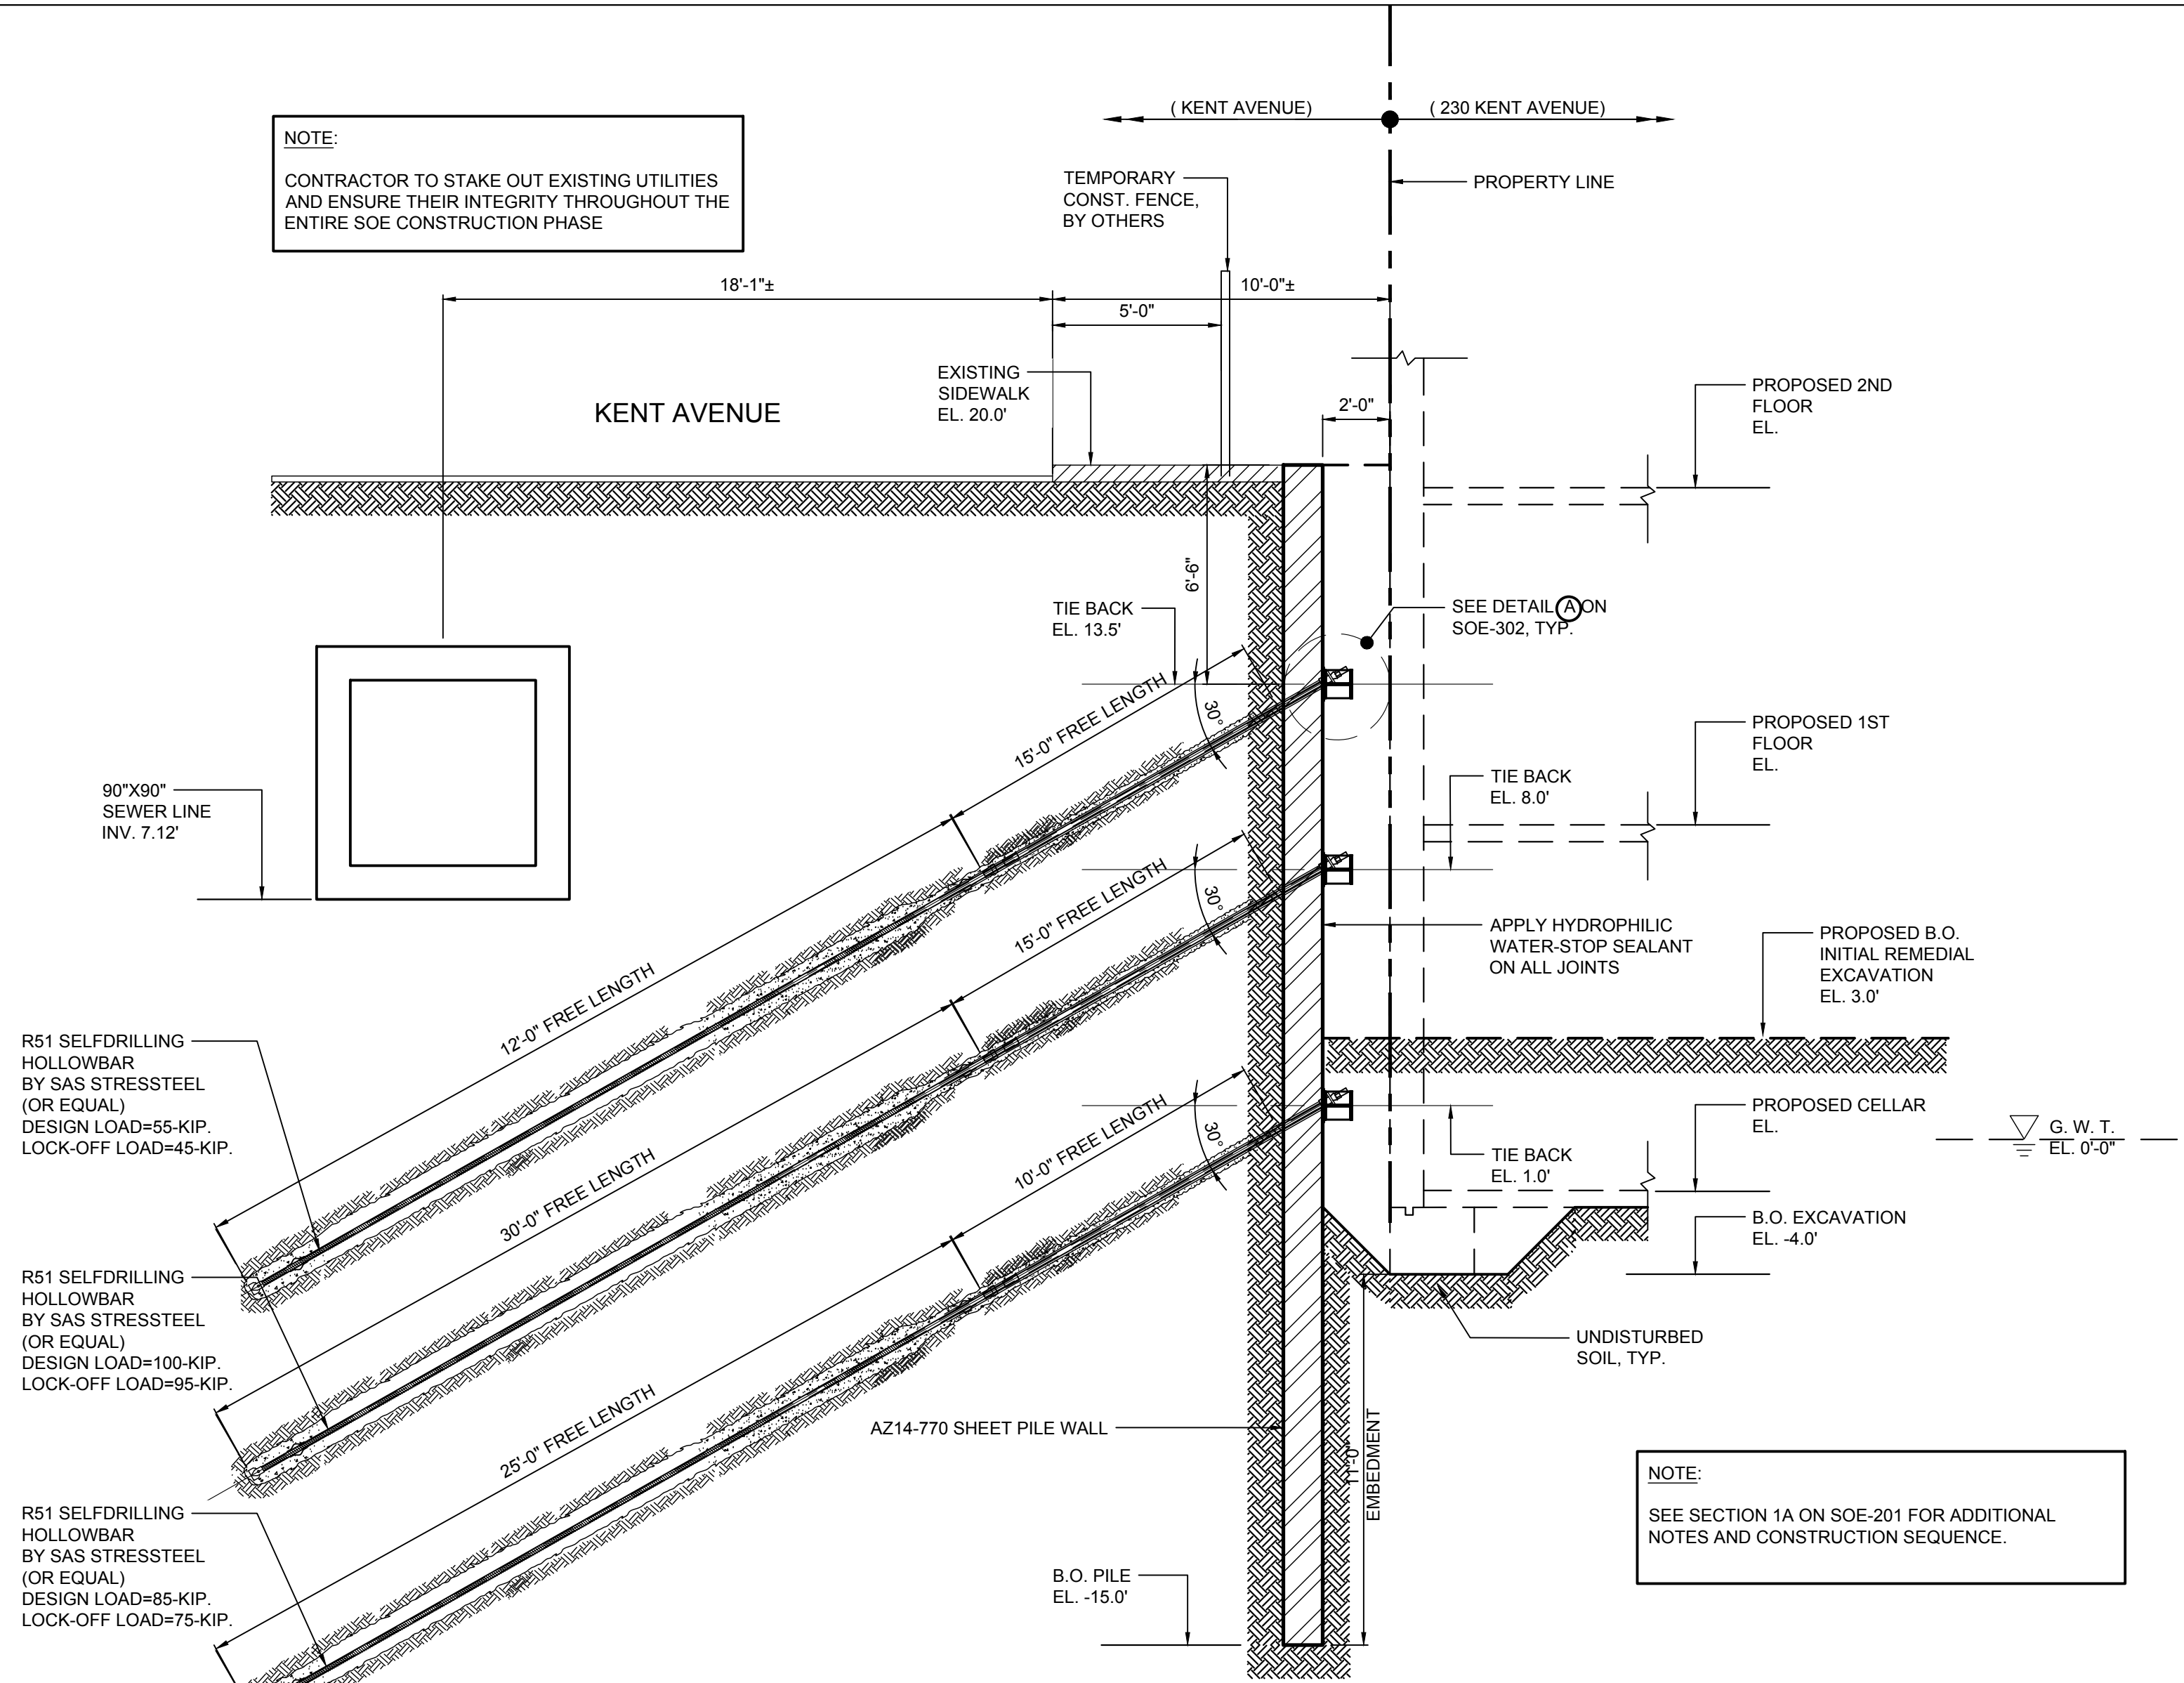 ( KENT AVENUE)
( 230 KENT AVENUE)
NOTE:
CONTRACTOR TO STAKE OUT EXISTING UTILITIES
AND ENSURE THEIR INTEGRITY THROUGHOUT THE
ENTIRE SOE CONSTRUCTION PHASE
TEMPORARY
CONST. FENCE,
BY OTHERS
PROPERTY LINE
18'-1"±
10'-0"±
5'-0"
EXISTING
SIDEWALK
EL. 20.0'
KENT AVENUE
2'-0"
PROPOSED 2ND
FLOOR
EL.
6'-6"
TIE BACK
EL. 13.5'
SEE DETAIL A ON
SOE-302, TYP.
15'-0" FREE LENGTH
30°
PROPOSED 1ST
FLOOR
EL.
90"X90"
SEWER LINE
INV. 7.12'
TIE BACK
EL. 8.0'
15'-0" FREE LENGTH
30°
APPLY HYDROPHILIC
WATER-STOP SEALANT
ON ALL JOINTS
PROPOSED B.O.
INITIAL REMEDIAL
EXCAVATION
EL. 3.0'
12'-0" FREE LENGTH
R51 SELFDRILLING
HOLLOWBAR
BY SAS STRESSTEEL
(OR EQUAL)
DESIGN LOAD=55-KIP.
LOCK-OFF LOAD=45-KIP.
10'-0" FREE LENGTH
30°
PROPOSED CELLAR
EL.
G. W. T.
EL. 0'-0"
TIE BACK
EL. 1.0'
30'-0" FREE LENGTH
B.O. EXCAVATION
EL. -4.0'
R51 SELFDRILLING
HOLLOWBAR
BY SAS STRESSTEEL
(OR EQUAL)
DESIGN LOAD=100-KIP.
LOCK-OFF LOAD=95-KIP.
UNDISTURBED
SOIL, TYP.
25'-0" FREE LENGTH
AZ14-770 SHEET PILE WALL
11'-0"
EMBEDMENT
NOTE:
SEE SECTION 1A ON SOE-201 FOR ADDITIONAL
NOTES AND CONSTRUCTION SEQUENCE.
R51 SELFDRILLING
HOLLOWBAR
BY SAS STRESSTEEL
(OR EQUAL)
DESIGN LOAD=85-KIP.
LOCK-OFF LOAD=75-KIP.
B.O. PILE
EL. -15.0'